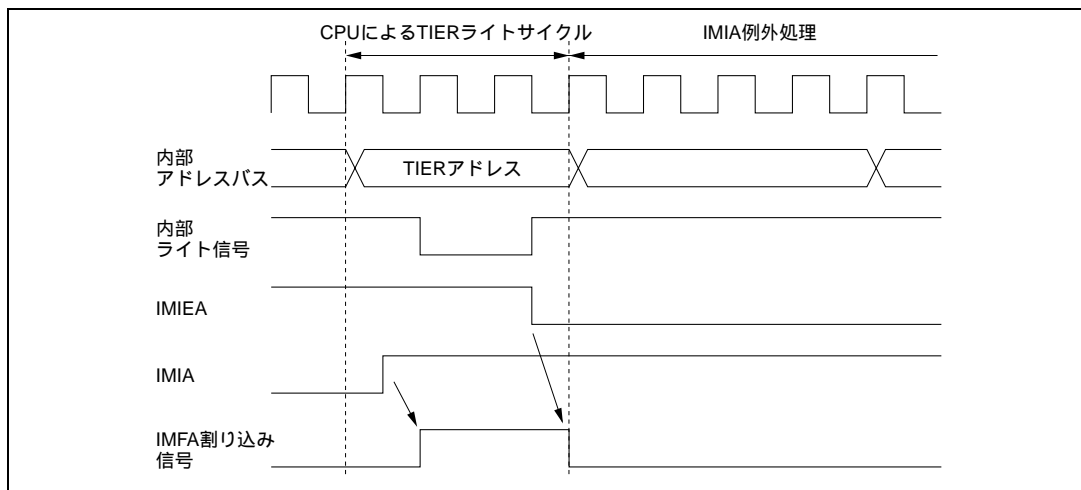 CPUによるTIERライトサイクル
IMIA例外処理
内部
アドレスバス
TIERアドレス
内部
ライト信号
IMIEA
IMIA
IMFA割り込み
信号